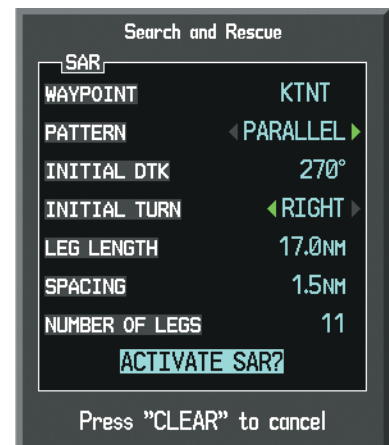 Search and Rescue
SAR
WAYPOINT KTNT
PATTERN PARALLEL
INITIAL DTK 270°
INITIAL TURN RIGHT
LEG LENGTH 17.0NM
SPACING 1.5NM
NUMBER OF LEGS 11
ACTIVATE SAR?
Press "CLEAR" to cancel